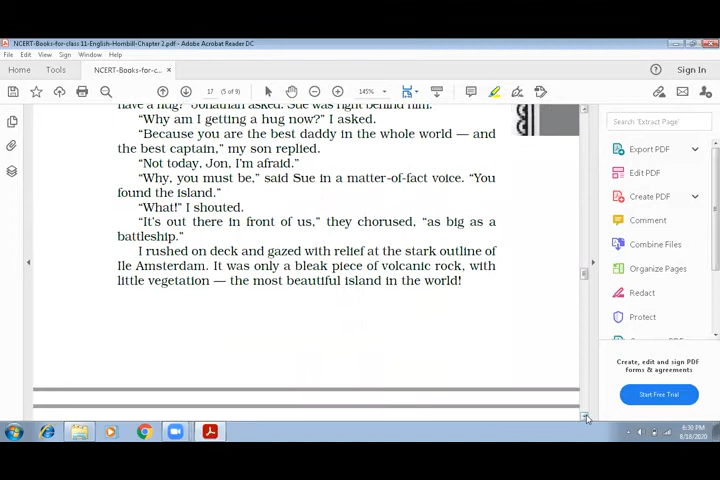 NCERT-Books-for-class 11-English-Hornbill-Chapter 2.pdf - Adobe Acrobat Reader DC
File Edit View Sign Window Help
Home Tools NCERT-Books-for-c... × Sign In
17 (5 of 9) 145%
have a hug?" Jonathan asked. Sue was right behind him.
"Why am I getting a hug now?" I asked.
"Because you are the best daddy in the whole world — and
the best captain," my son replied.
"Not today, Jon, I'm afraid."
"Why, you must be," said Sue in a matter-of-fact voice. "You
found the island."
"What!" I shouted.
"It's out there in front of us," they chorused, "as big as a
battleship."
I rushed on deck and gazed with relief at the stark outline of
Ile Amsterdam. It was only a bleak piece of volcanic rock, with
little vegetation — the most beautiful island in the world!
Search 'Extract Page'
Export PDF
Edit PDF
Create PDF
Comment
Combine Files
Organize Pages
Redact
Protect
Create, edit and sign PDF
forms & agreements
Start Free Trial
6:39 PM
8/18/2020